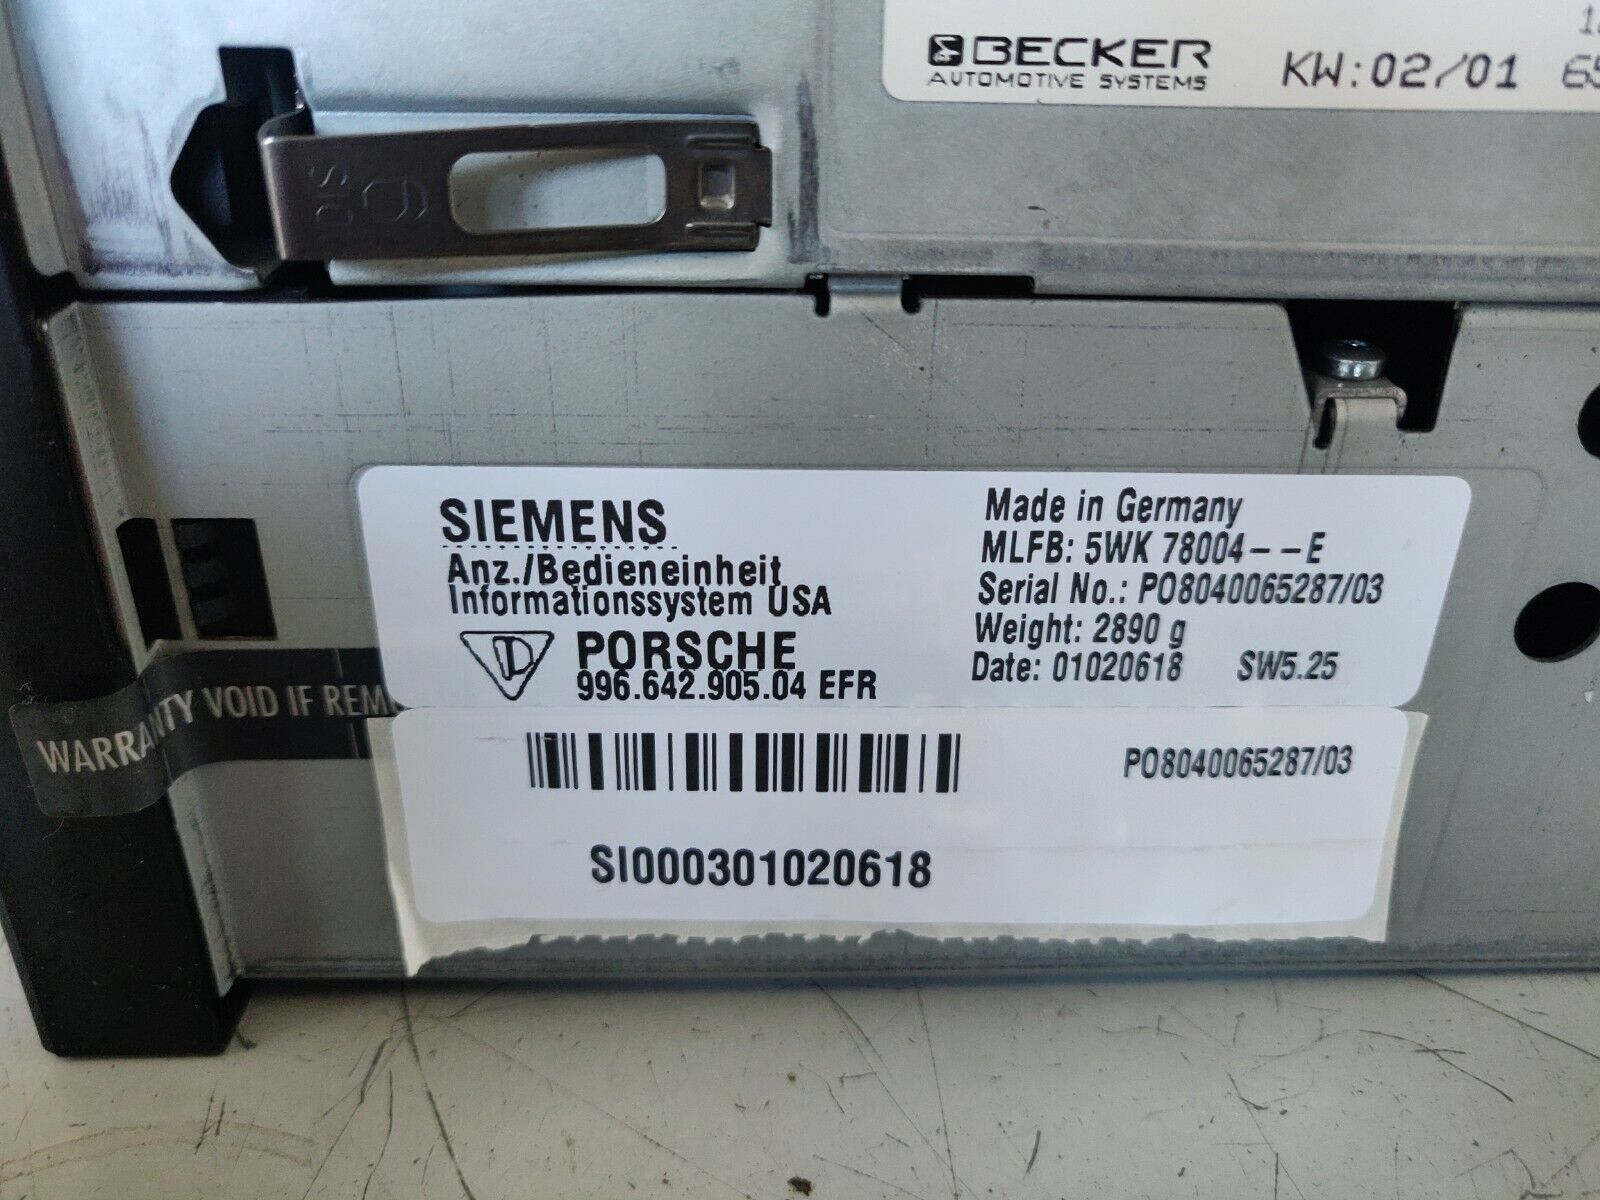 BECKER
AUTOMOTIVE SYSTEMS
KW:02/01 65
SIEMENS
Anz./Bedieneinheit
Informationssystem USA
PORSCHE
996.642.905.04 EFR
Made in Germany
MLFB: 5WK 78004--E
Serial No.: PO8040065287/03
Weight: 2890 g
Date: 01020618 SW5.25
WARRANTY VOID IF REM
PO8040065287/03
SI000301020618